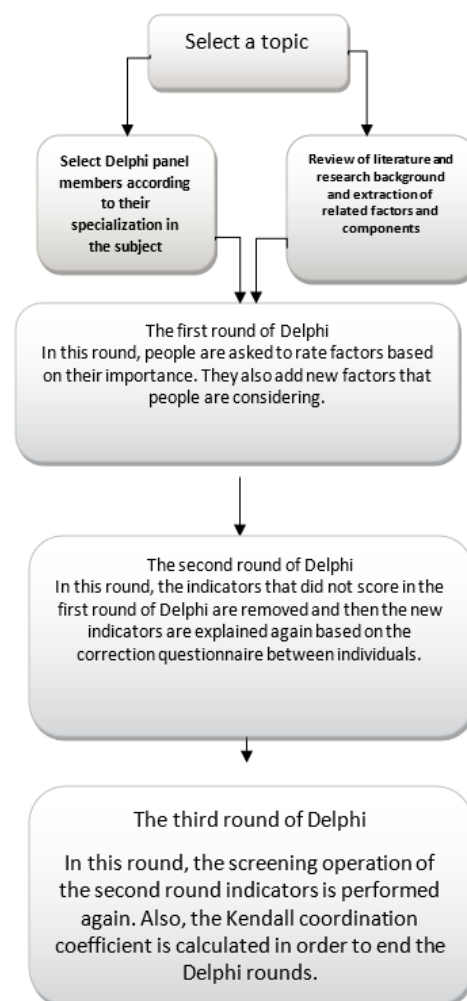 Select a topic
Select Delphi panel
members according
to their
specialization in
the subject
Review of literature and
research background
and extraction of
related factors and
components
The first round of Delphi
In this round, people are asked to rate factors based
on their importance. They also add new factors that
people are considering.
The second round of Delphi
In this round, the indicators that did not score in the
first round of Delphi are removed and then the new
indicators are explained again based on the
correction questionnaire between individuals.
The third round of Delphi
In this round, the screening operation of
the second round indicators is performed
again. Also, the Kendall coordination
coefficient is calculated in order to end the
Delphi rounds.